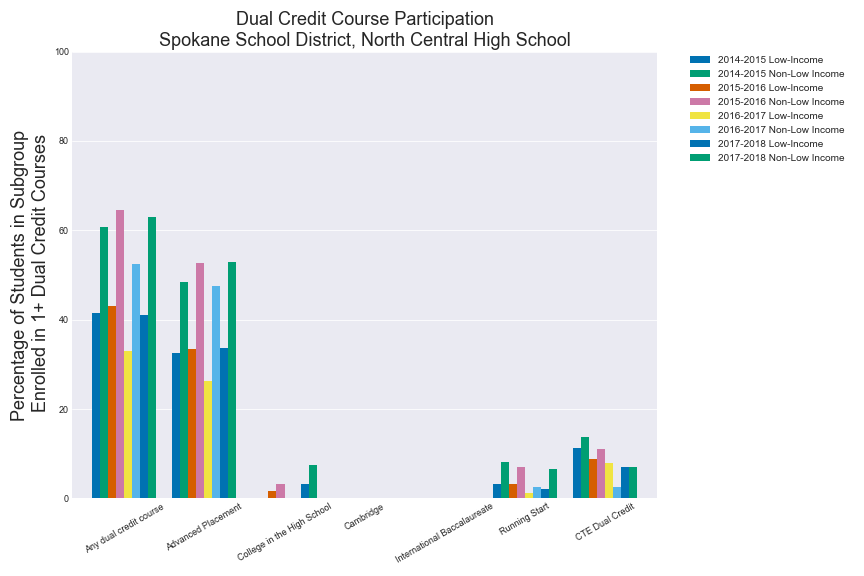 Dual Credit Course Participation
Spokane School District, North Central High School
Percentage of Students in Subgroup
Enrolled in 1+ Dual Credit Courses
100
80
60
40
20
0
Any dual credit course
Advanced Placement
College in the High School
Cambridge
International Baccalaureate
Running Start
CTE Dual Credit
2014-2015 Low-Income
2014-2015 Non-Low Income
2015-2016 Low-Income
2015-2016 Non-Low Income
2016-2017 Low-Income
2016-2017 Non-Low Income
2017-2018 Low-Income
2017-2018 Non-Low Income